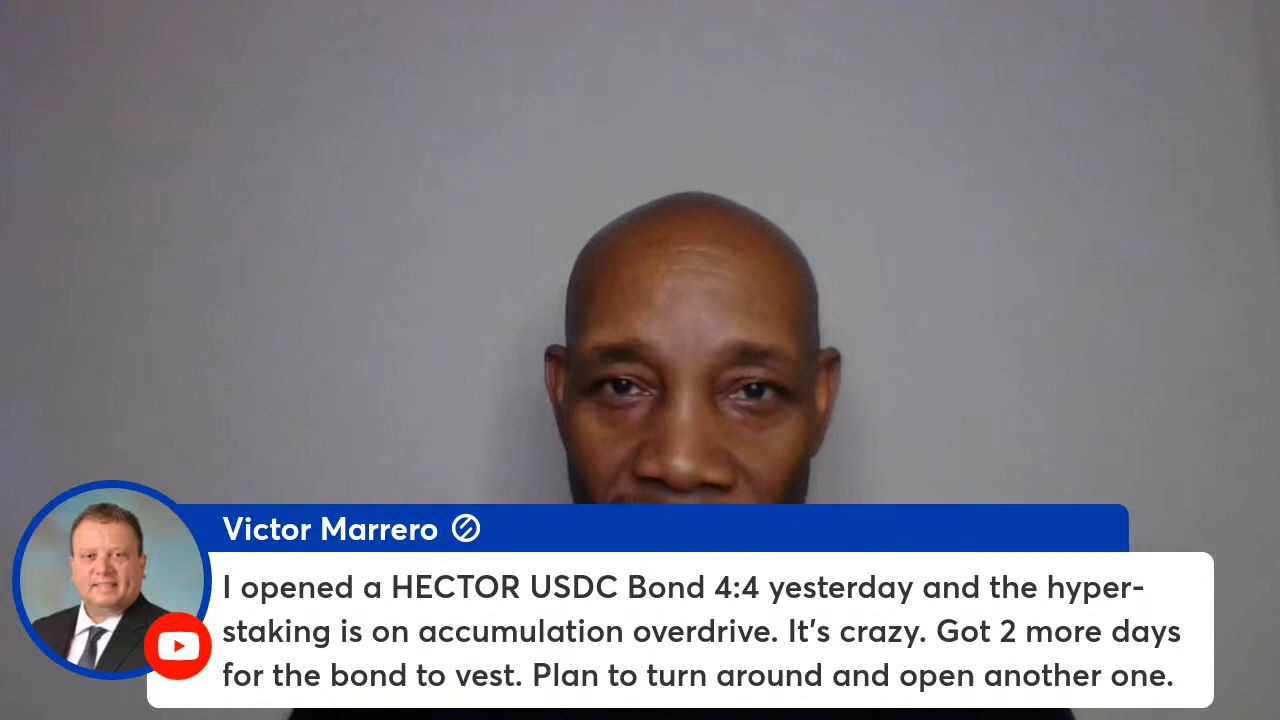 Victor Marrero
I opened a HECTOR USDC Bond 4:4 yesterday and the hyper-
staking is on accumulation overdrive. It's crazy. Got 2 more days
for the bond to vest. Plan to turn around and open another one.